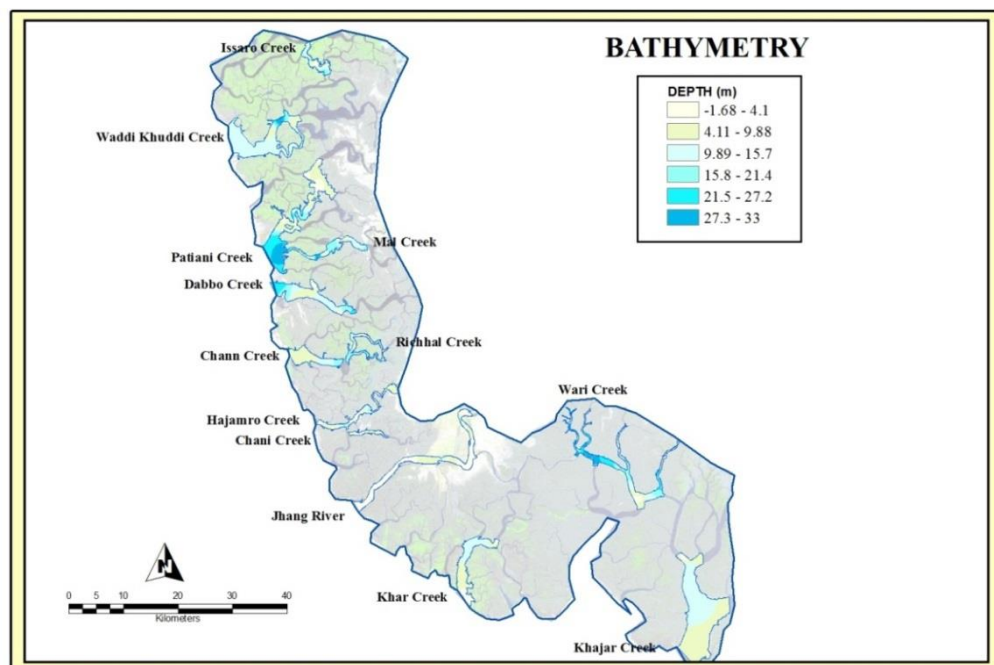 BATHYMETRY
DEPTH (m)
-1.68 - 4.1
4.11 - 9.88
9.89 - 15.7
15.8 - 21.4
21.5 - 27.2
27.3 - 33
Issaro Creek
Waddi Khuddi Creek
Mal Creek
Patiani Creek
Dabbo Creek
Richhal Creek
Chann Creek
Wari Creek
Hajamro Creek
Chani Creek
Jhang River
Khar Creek
Khajar Creek
N
0 5 10 20 30 40
Kilometers